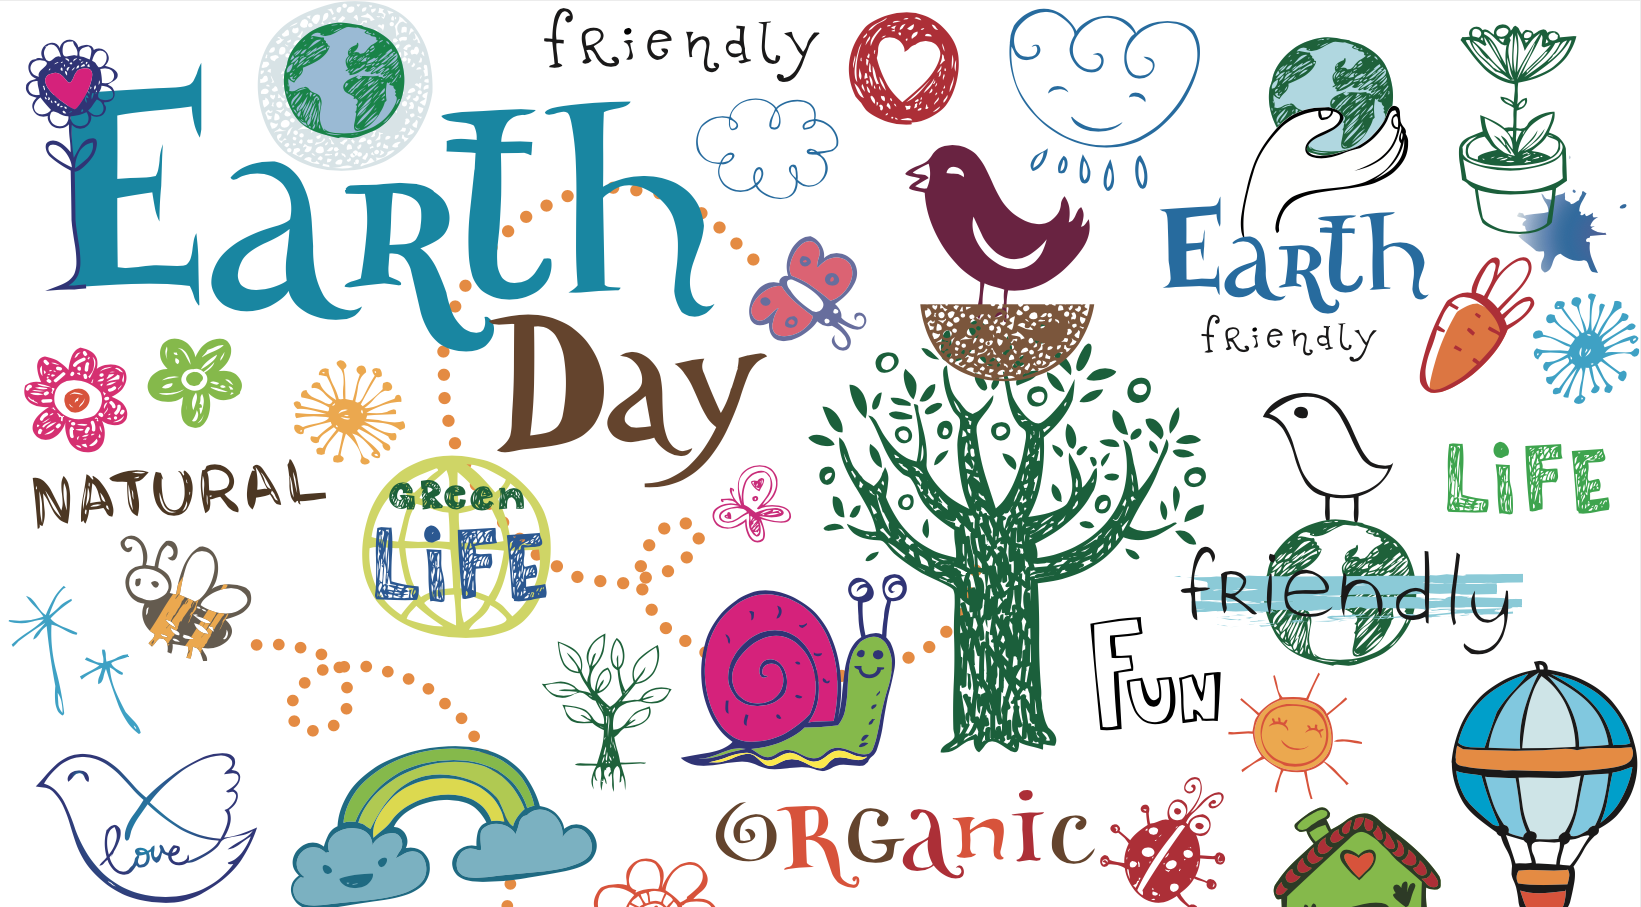 friendly
Earth
Day
Earth
friendly
NATURAL
GReen
LiFE
LiFE
friendly
Fun
love
ORGanic